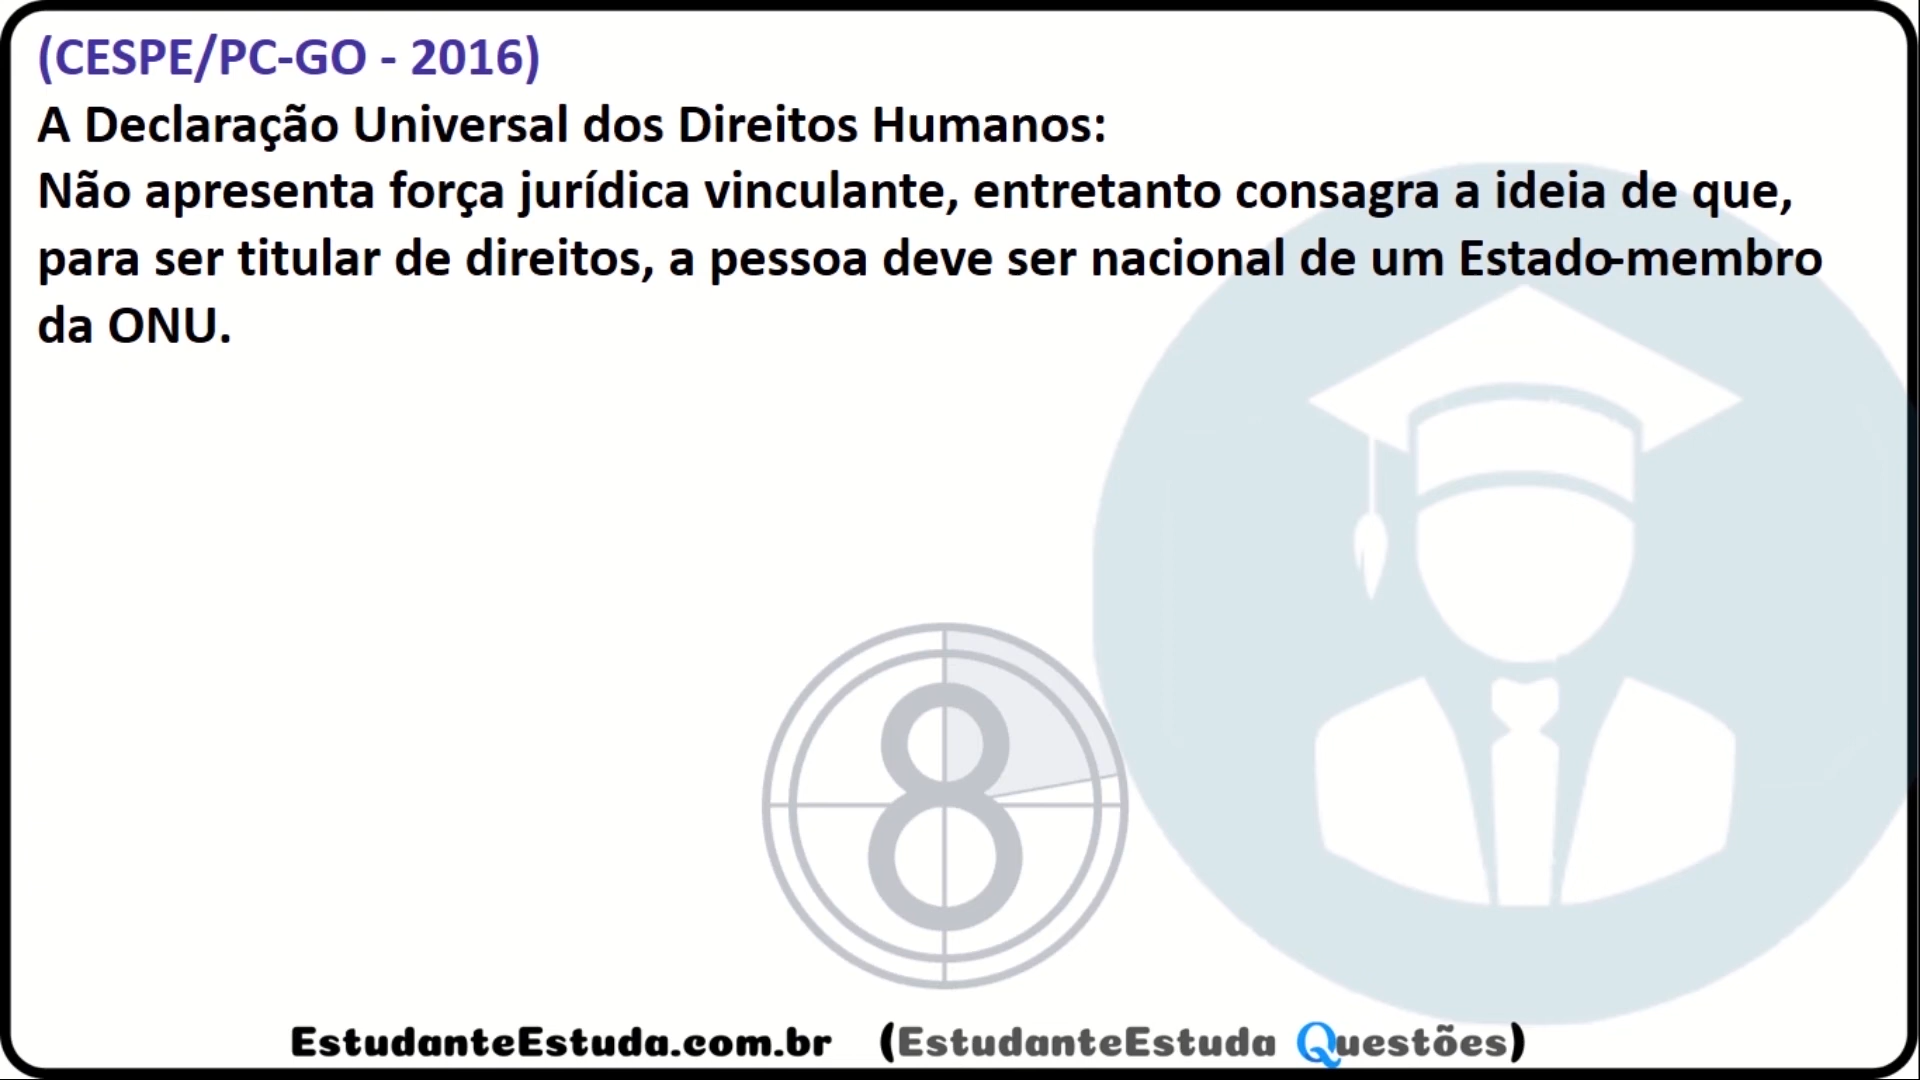 (CESPE/PC-GO - 2016)
A Declaração Universal dos Direitos Humanos:
Não apresenta força jurídica vinculante, entretanto consagra a ideia de que,
para ser titular de direitos, a pessoa deve ser nacional de um Estado-membro
da ONU.
8
EstudanteEstuda.com.br (EstudanteEstuda Questões)